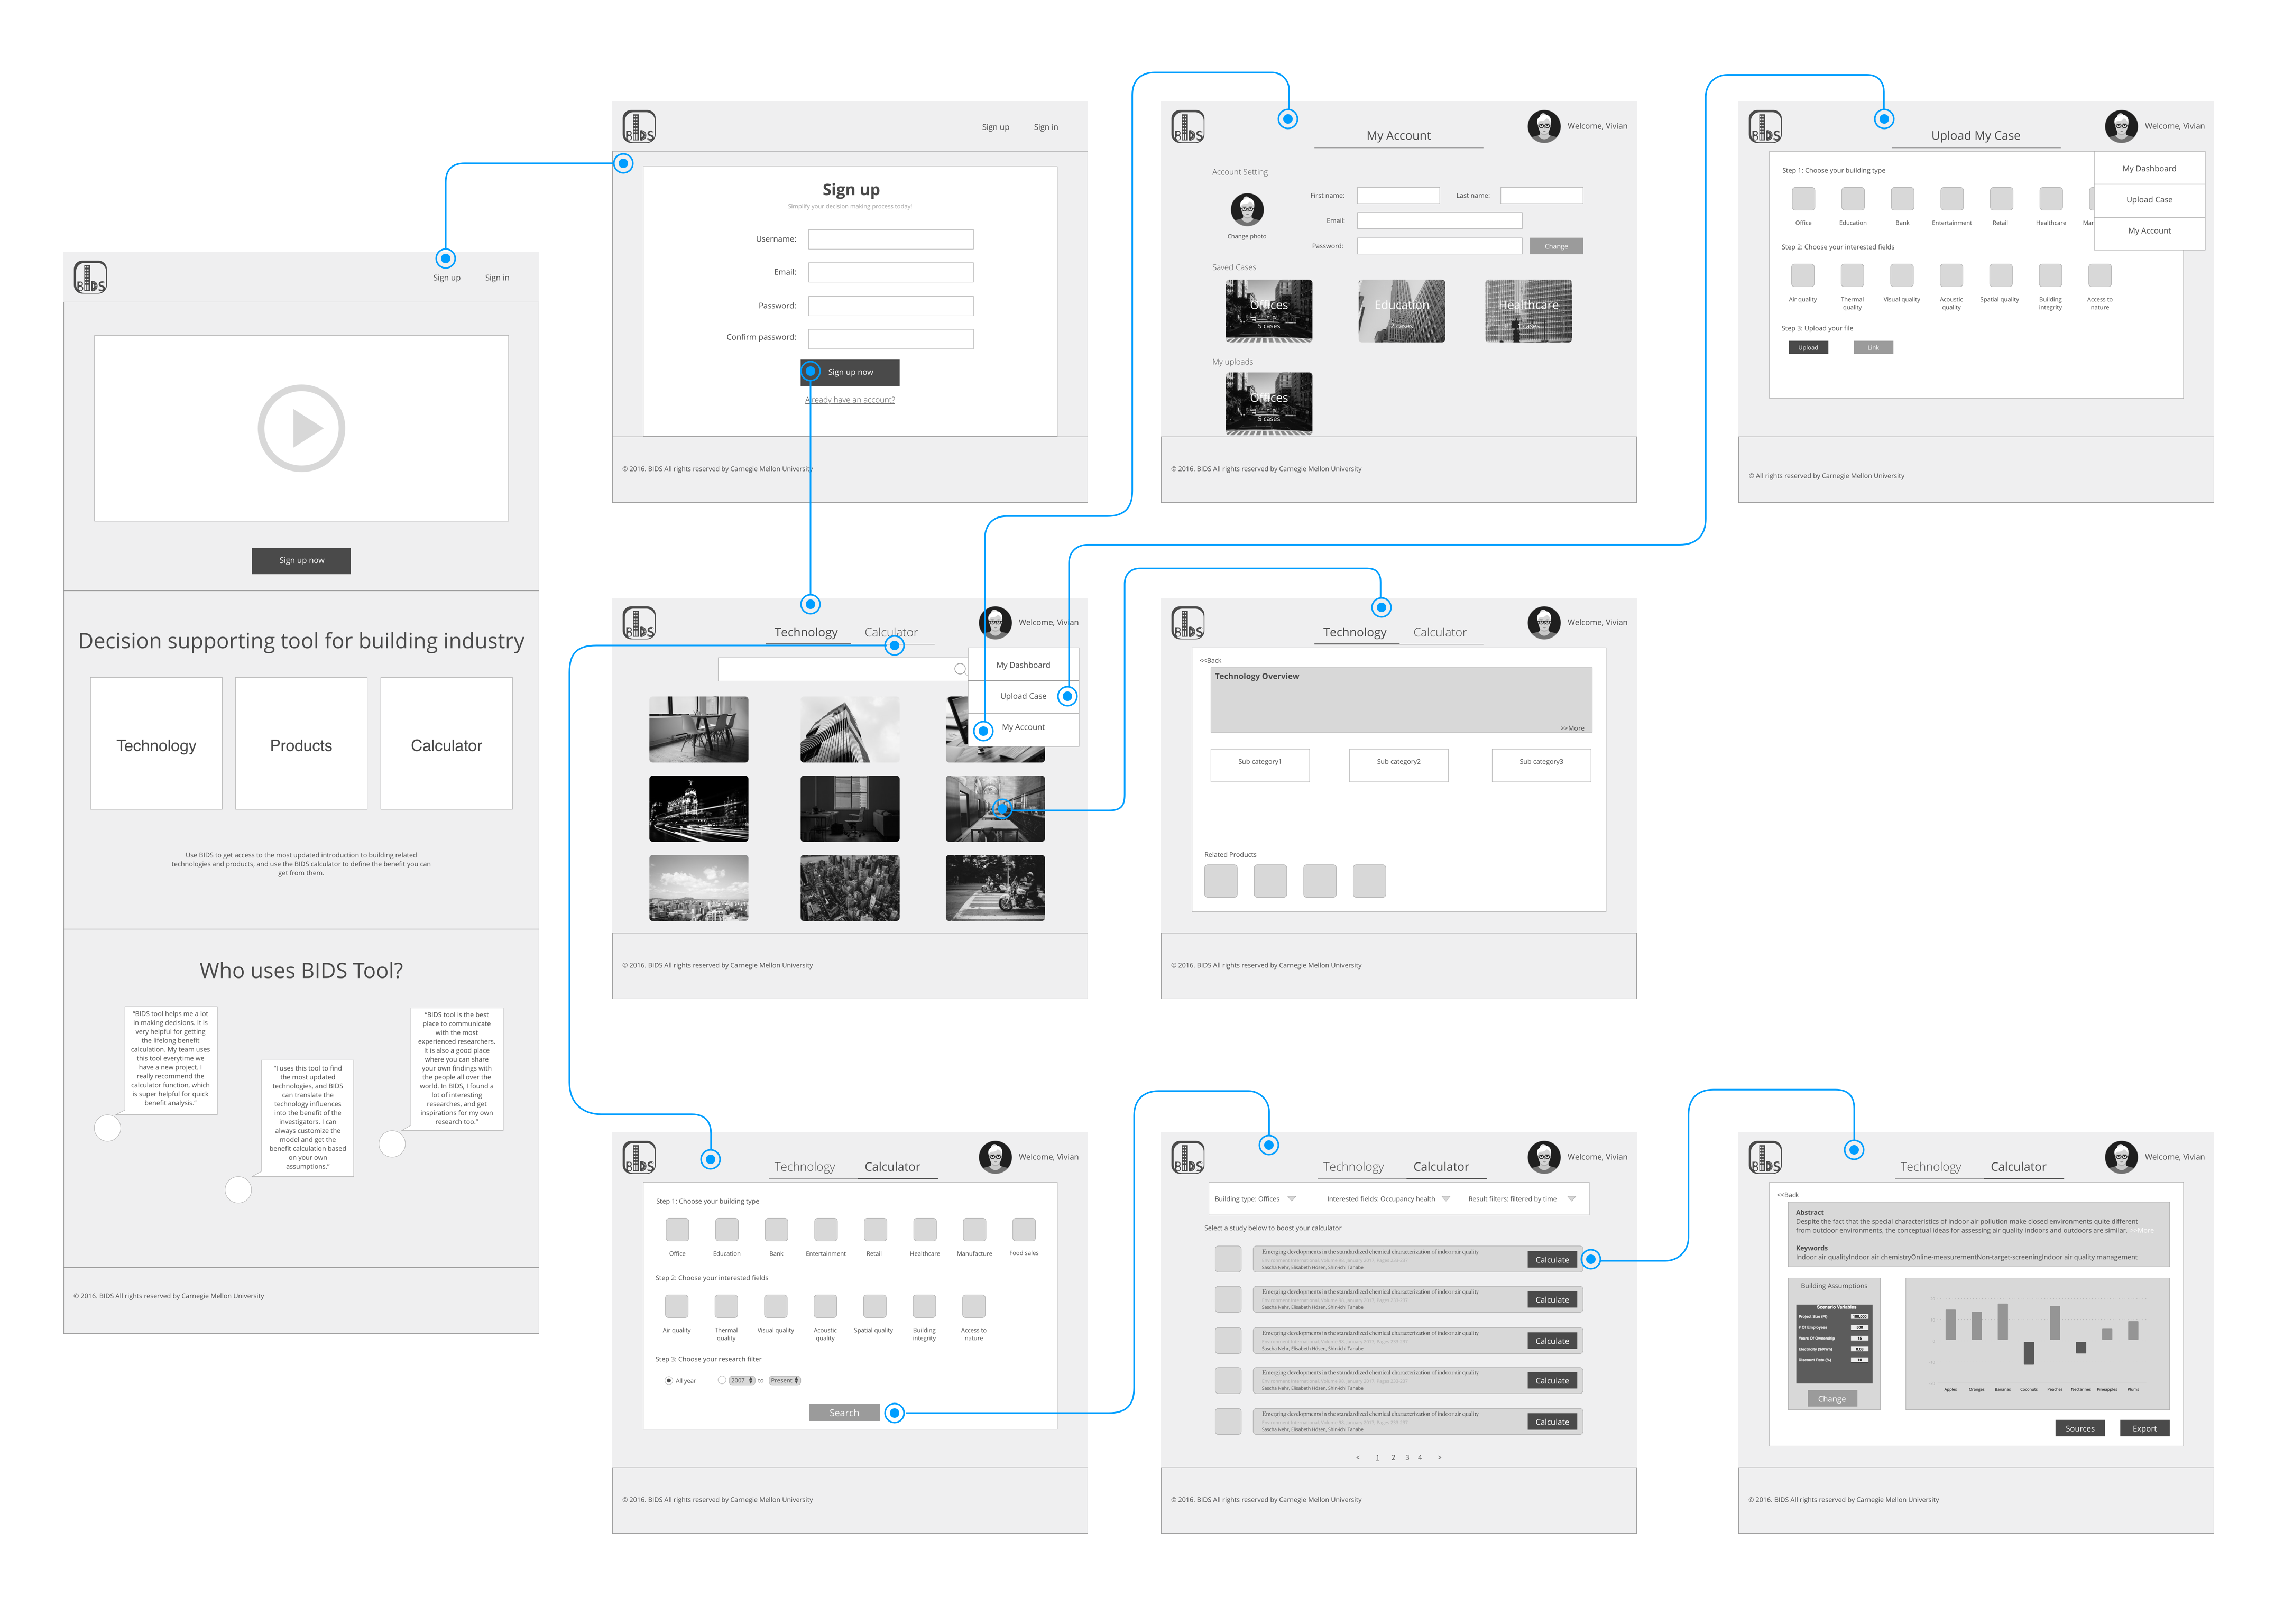 BIDS
Sign up
Sign in
Sign up now
Decision supporting tool for building industry
Technology
Products
Calculator
Use BIDS to get access to the most updated introduction to building related
technologies and products, and use the BIDS calculator to define the benefit you can
get from them.
Who uses BIDS Tool?
“BIDS tool helps me a lot
in making decisions. It is
very helpful for getting
the lifelong benefit
calculation. My team uses
this tool everytime we
have a new project. I
really recommend the
calculator function, which
is super helpful for quick
benefit analysis.”
“I uses this tool to find
the most updated
technologies, and BIDS
can translate the
technology influences
into the benefit of the
investigators. I can
always customize the
model and get the
benefit calculation based
on your own
assumptions.”
“BIDS tool is the best
place to communicate
with the most
experienced researchers.
It is also a good place
where you can share
your own findings with
the people all over the
world. In BIDS, I found a
lot of interesting
researches, and get
inspirations for my own
research too.”
© 2016. BIDS All rights reserved by Carnegie Mellon University
BIDS
Sign up
Sign in
Sign up
Simplify your decision making process today!
Username:
Email:
Password:
Confirm password:
Sign up now
Already have an account?
© 2016. BIDS All rights reserved by Carnegie Mellon University
BIDS
My Account
Welcome, Vivian
Account Setting
Change photo
First name:
Last name:
Email:
Password:
Change
Saved Cases
Offices
5 cases
Education
2 cases
Healthcare
cases
My uploads
Offices
5 cases
© 2016. BIDS All rights reserved by Carnegie Mellon University
BIDS
Upload My Case
Welcome, Vivian
My Dashboard
Upload Case
My Account
Step 1: Choose your building type
Office
Education
Bank
Entertainment
Retail
Healthcare
Man
Step 2: Choose your interested fields
Air quality
Thermal
quality
Visual quality
Acoustic
quality
Spatial quality
Building
integrity
Access to
nature
Step 3: Upload your file
Upload
Link
© All rights reserved by Carnegie Mellon University
BIDS
Technology
Calculator
Welcome, Vivian
My Dashboard
Upload Case
My Account
© 2016. BIDS All rights reserved by Carnegie Mellon University
BIDS
Technology
Calculator
Welcome, Vivian
<<Back
Technology Overview
>>More
Sub category1
Sub category2
Sub category3
Related Products
© 2016. BIDS All rights reserved by Carnegie Mellon University
BIDS
Technology
Calculator
Welcome, Vivian
Step 1: Choose your building type
Office
Education
Bank
Entertainment
Retail
Healthcare
Manufacture
Food sales
Step 2: Choose your interested fields
Air quality
Thermal
quality
Visual quality
Acoustic
quality
Spatial quality
Building
integrity
Access to
nature
Step 3: Choose your research filter
All year
2007
to
Present
Search
© 2016. BIDS All rights reserved by Carnegie Mellon University
BIDS
Technology
Calculator
Welcome, Vivian
Building type: Offices
Interested fields: Occupancy health
Result filters: filtered by time
Select a study below to boost your calculator
Emerging developments in the standardized chemical characterization of indoor air quality
Sascha Nehr, Elisabeth Hösen, Shin-ichi Tanabe
Calculate
Emerging developments in the standardized chemical characterization of indoor air quality
Sascha Nehr, Elisabeth Hösen, Shin-ichi Tanabe
Calculate
Emerging developments in the standardized chemical characterization of indoor air quality
Sascha Nehr, Elisabeth Hösen, Shin-ichi Tanabe
Calculate
Emerging developments in the standardized chemical characterization of indoor air quality
Sascha Nehr, Elisabeth Hösen, Shin-ichi Tanabe
Calculate
Emerging developments in the standardized chemical characterization of indoor air quality
Sascha Nehr, Elisabeth Hösen, Shin-ichi Tanabe
Calculate
< 1 2 3 4 >
© 2016. BIDS All rights reserved by Carnegie Mellon University
BIDS
Technology
Calculator
Welcome, Vivian
<<Back
Abstract
Despite the fact that the special characteristics of indoor air pollution make closed environments quite different
from outdoor environments, the conceptual ideas for assessing air quality indoors and outdoors are similar. <<More
Keywords
Indoor air qualityIndoor air chemistryOnline-measurementNon-target-screeningIndoor air quality management
Building Assumptions
Scenario Variables
Project Size (Ft) 100,000
# Of Employees 500
Years Of Ownership 15
Electricity ($/KWh) 0.08
Discount Rate (%) 10
Change
Apples
Oranges
Bananas
Coconuts
Peaches
Nectarines
Pineapples
Plums
Sources
Export
© 2016. BIDS All rights reserved by Carnegie Mellon University